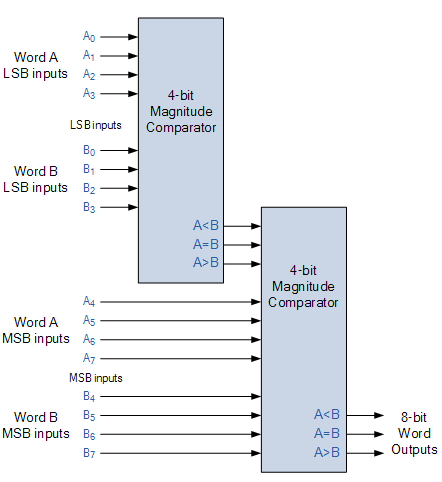 Word A
LSB inputs
A0
A1
A2
A3
LSB inputs
Word B
LSB inputs
B0
B1
B2
B3
4-bit
Magnitude
Comparator
A<B
A=B
A>B
Word A
MSB inputs
A4
A5
A6
A7
MSB inputs
Word B
MSB inputs
B4
B5
B6
B7
4-bit
Magnitude
Comparator
A<B
A=B
A>B
8-bit
Word
Outputs